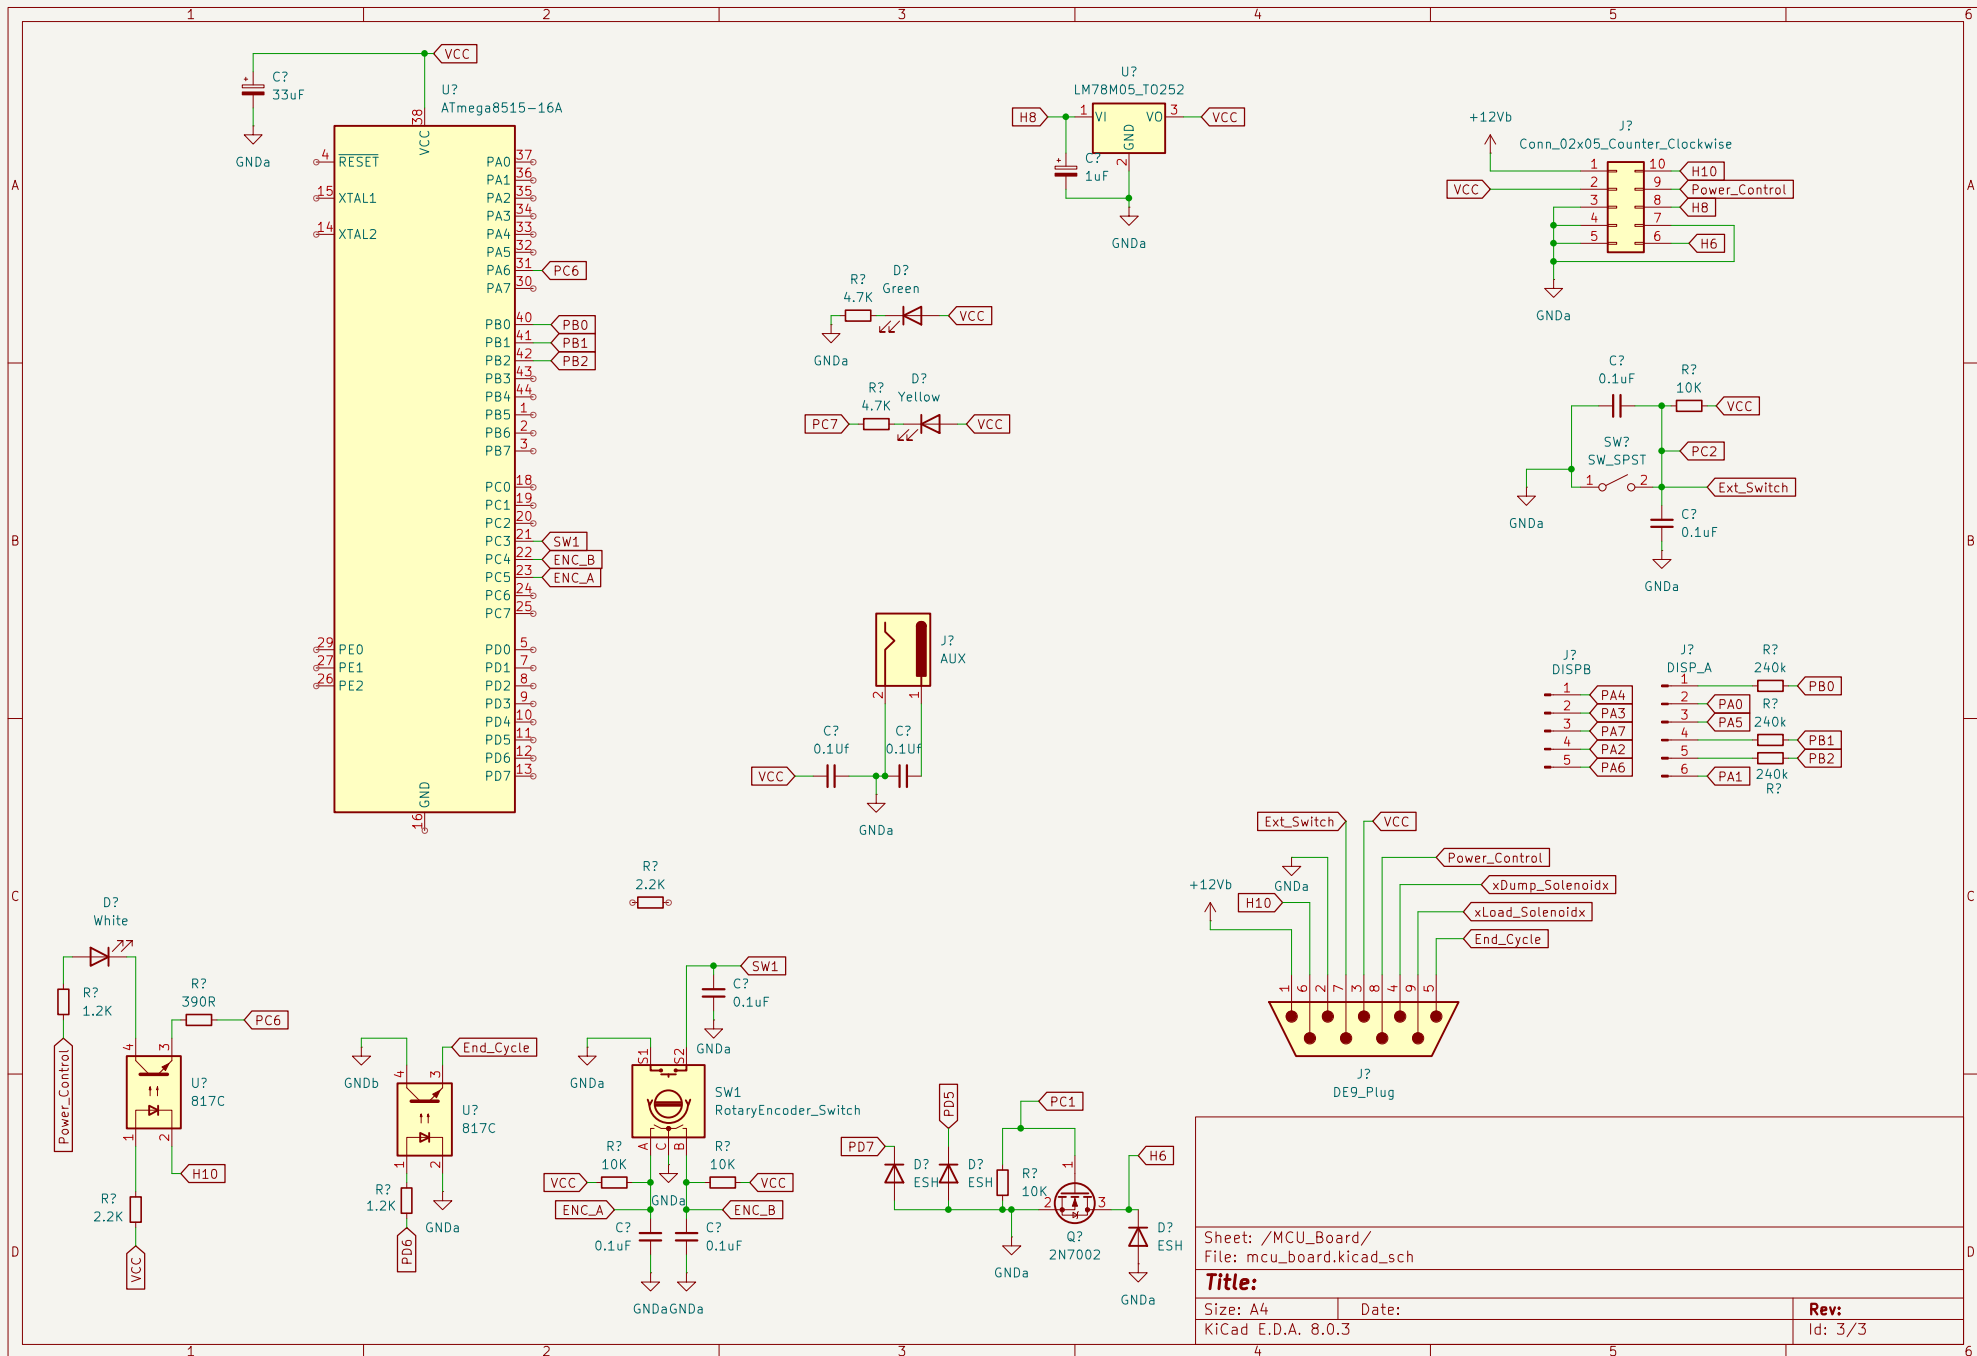 1 2 3 4 5 6
A
B
C
D
A
B
C
D
VCC
C?
33uF
GNDa
U?
ATmega8515-16A
38
VCC
4 RESET
15 XTAL1
14 XTAL2
29 PE0
27 PE1
26 PE2
PA0 37
PA1 36
PA2 35
PA3 34
PA4 33
PA5 32
PA6 31 PC6
PA7 30
PB0 40 PB0
PB1 41 PB1
PB2 42 PB2
PB3 43
PB4 44
PB5 1
PB6 2
PB7 3
PC0 18
PC1 19
PC2 20
PC3 21 SW1
PC4 22 ENC_B
PC5 23 ENC_A
PC6 24
PC7 25
PD0 5
PD1 7
PD2 8
PD3 9
PD4 10
PD5 11
PD6 12
PD7 13
GND
16
U?
LM78M05_TO252
H8 1 VI VO 3 VCC
GND
2
C?
1uF
GNDa
+12Vb
J?
Conn_02x05_Counter_Clockwise
1 10 H10
VCC 2 9 Power_Control
3 8 H8
4 7
5 6 H6
GNDa
D?
Green
R?
4.7K
VCC
GNDa
D?
Yellow
R?
4.7K
PC7
VCC
C?
0.1uF
R?
10K
VCC
SW?
SW_SPST
1 2
PC2
Ext_Switch
GNDa
C?
0.1uF
GNDa
J?
AUX
2 1
C?
0.1Uf
C?
0.1Uf
VCC
GNDa
J?
DISPB
1 PA4
2 PA3
3 PA7
4 PA2
5 PA6
J?
DISP_A
R?
240k
1 PB0
2 PA0
R?
3 PA5
240k
4 PB1
5 PB2
6 PA1
240k
R?
Ext_Switch
VCC
GNDa
Power_Control
+12Vb
H10
xDump_Solenoidx
xLoad_Solenoidx
End_Cycle
1 6 2 7 3 8 4 9 5
J?
DE9_Plug
R?
2.2K
D?
White
R?
1.2K
R?
390R
PC6
Power_Control
4 3
U?
817C
1 2
H10
R?
2.2K
VCC
GNDb
End_Cycle
4 3
U?
817C
1 2
R?
1.2K
GNDa
PD6
SW1
C?
0.1uF
GNDa
GNDa
S1 S2
SW1
RotaryEncoder_Switch
A C B
R?
10K
R?
10K
VCC
VCC
GNDa
ENC_A
ENC_B
C?
0.1uF
C?
0.1uF
GNDa
GNDa
PD5
PC1
PD7
D?
ESH
D?
ESH
R?
10K
1
2 3
H6
Q?
2N7002
D?
ESH
GNDa
GNDa
Sheet: /MCU_Board/
File: mcu_board.kicad_sch
Title:
Size: A4 Date: Rev:
KiCad E.D.A. 8.0.3 Id: 3/3
1 2 3 4 5 6